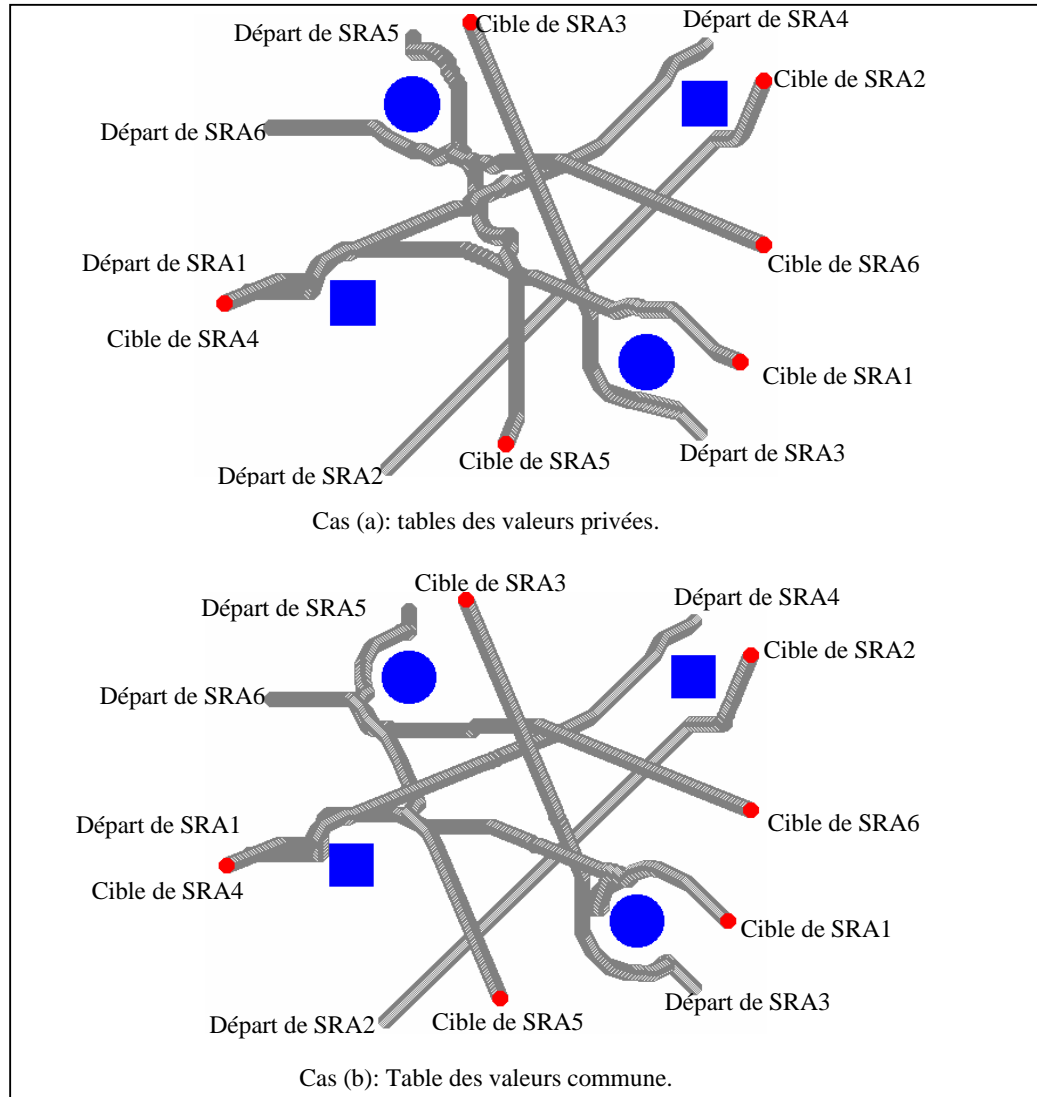 Départ de SRA5
Cible de SRA3
Départ de SRA4
Cible de SRA2
Départ de SRA6
Départ de SRA1
Cible de SRA6
Cible de SRA4
Cible de SRA1
Départ de SRA2
Cible de SRA5
Départ de SRA3
Cas (a): tables des valeurs privées.
Départ de SRA5
Cible de SRA3
Départ de SRA4
Cible de SRA2
Départ de SRA6
Départ de SRA1
Cible de SRA6
Cible de SRA4
Cible de SRA1
Départ de SRA2
Cible de SRA5
Départ de SRA3
Cas (b): Table des valeurs commune.